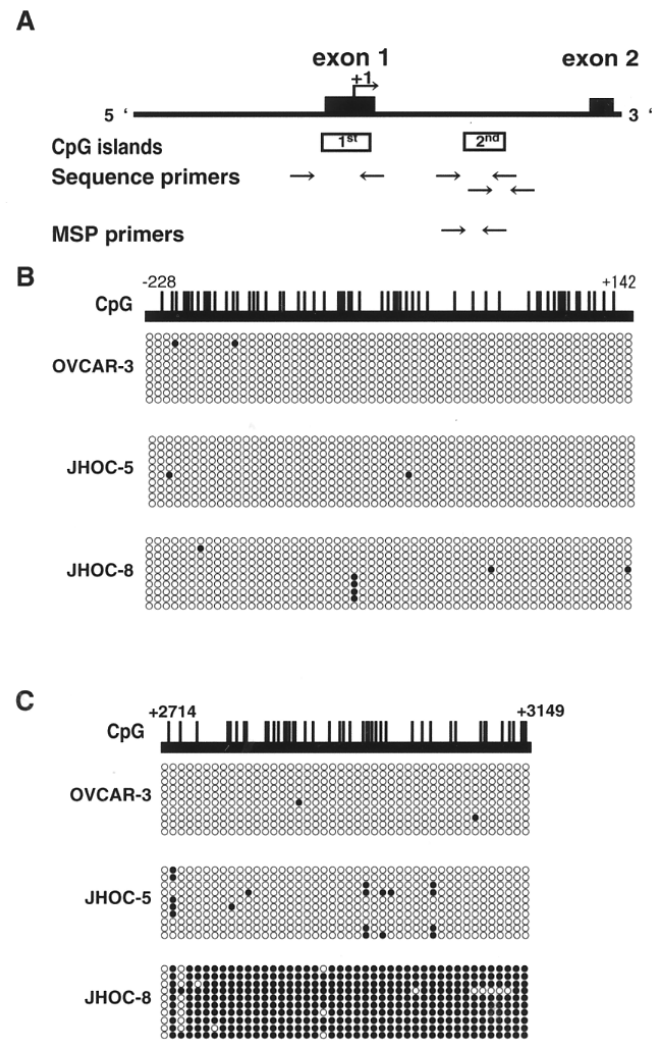 A
exon 1
exon 2
+1
5 ‘
3 ‘
CpG islands
1st
2nd
Sequence primers
MSP primers
B
-228
+142
CpG
OVCAR-3
JHOC-5
JHOC-8
C
+2714
+3149
CpG
OVCAR-3
JHOC-5
JHOC-8